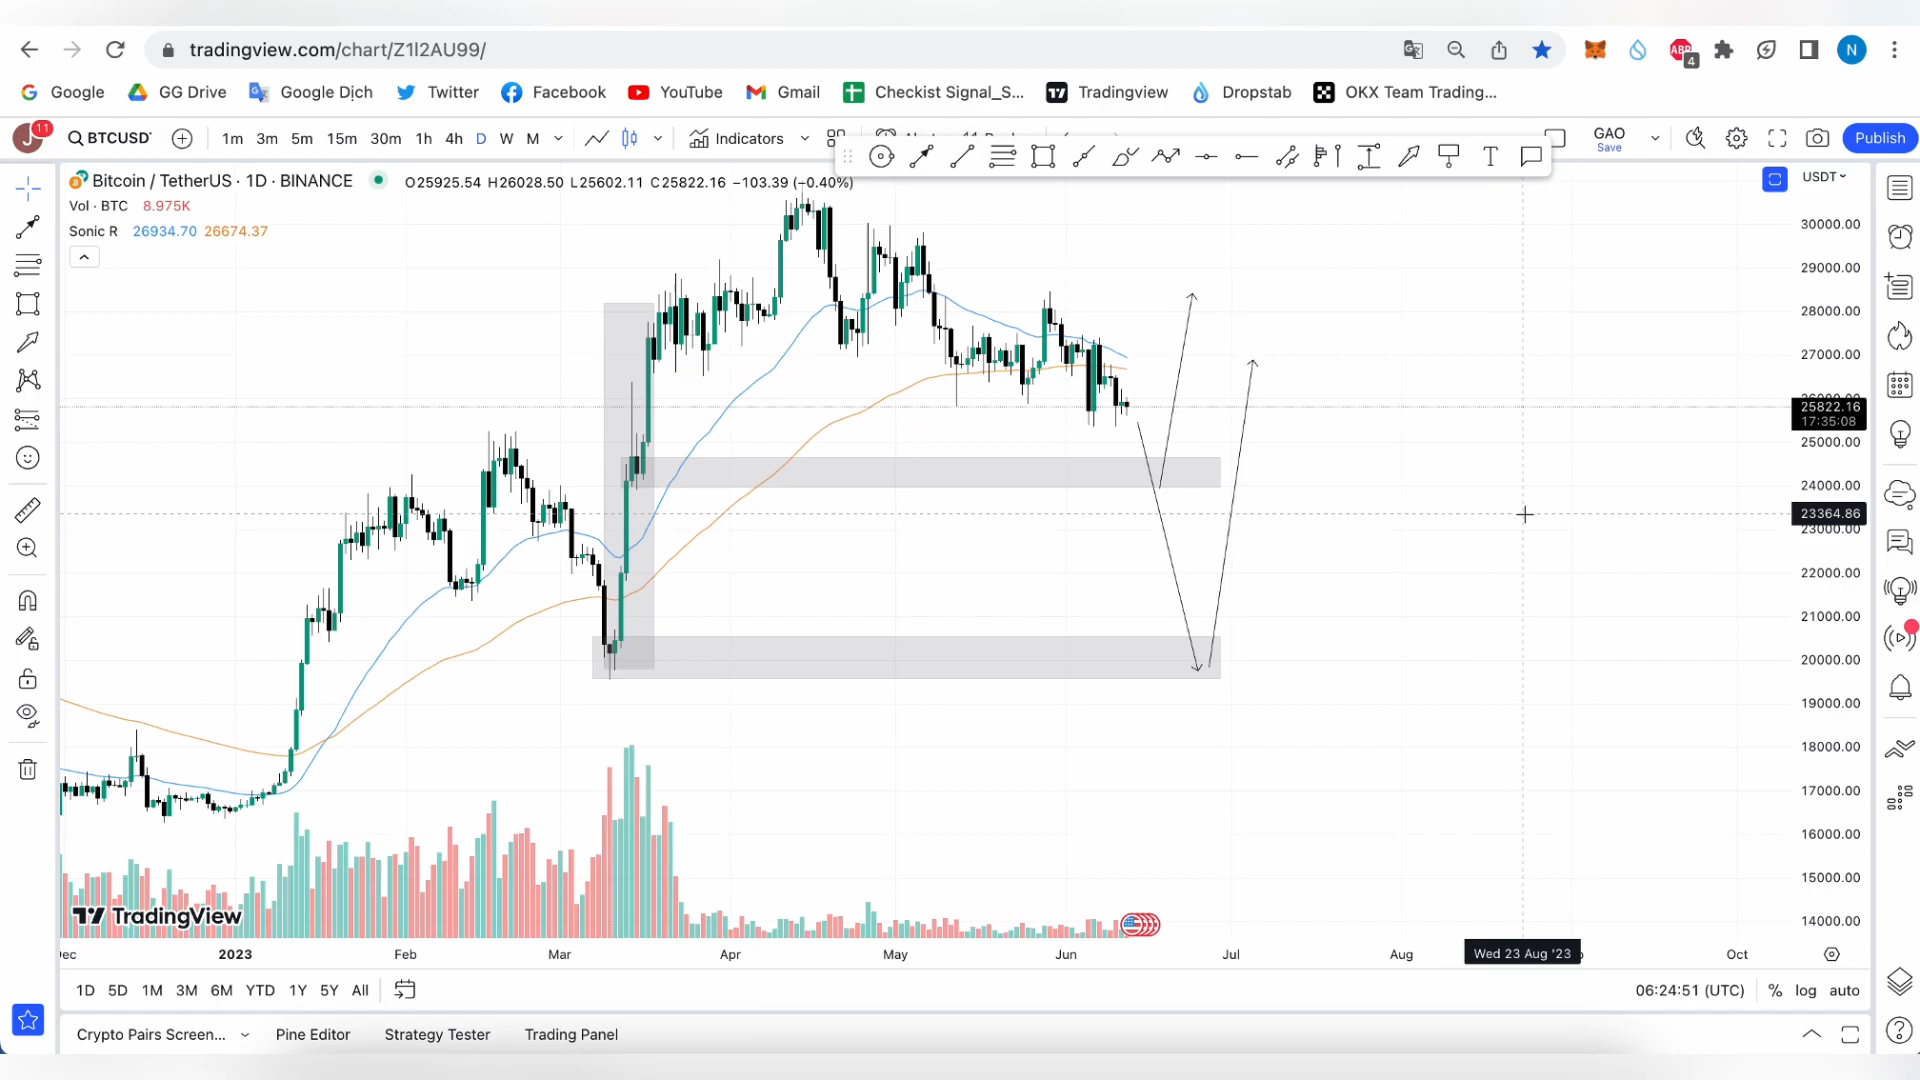 tradingview.com/chart/Z1l2AU99/
4
N
Google
GG Drive
Google Dịch
Twitter
Facebook
YouTube
Gmail
Checkist Signal_S...
Tradingview
Dropstab
OKX Team Trading...
J
11
BTCUSD
1m 3m 5m 15m 30m 1h 4h D W M
Indicators
GAO
Save
Publish
Bitcoin / TetherUS · 1D · BINANCE
O25925.54 H26028.50 L25602.11 C25822.16 −103.39 (−0.40%)
USDT
Vol · BTC 8.975K
Sonic R 26934.70 26674.37
30000.00
29000.00
28000.00
27000.00
25822.16
17:35:08
25000.00
24000.00
23364.86
23000.00
22000.00
21000.00
20000.00
19000.00
18000.00
17000.00
16000.00
15000.00
14000.00
TradingView
2023 Feb Mar Apr May Jun Jul Aug Wed 23 Aug '23 Oct
1D 5D 1M 3M 6M YTD 1Y 5Y All
06:24:51 (UTC) % log auto
Crypto Pairs Screen... Pine Editor Strategy Tester Trading Panel